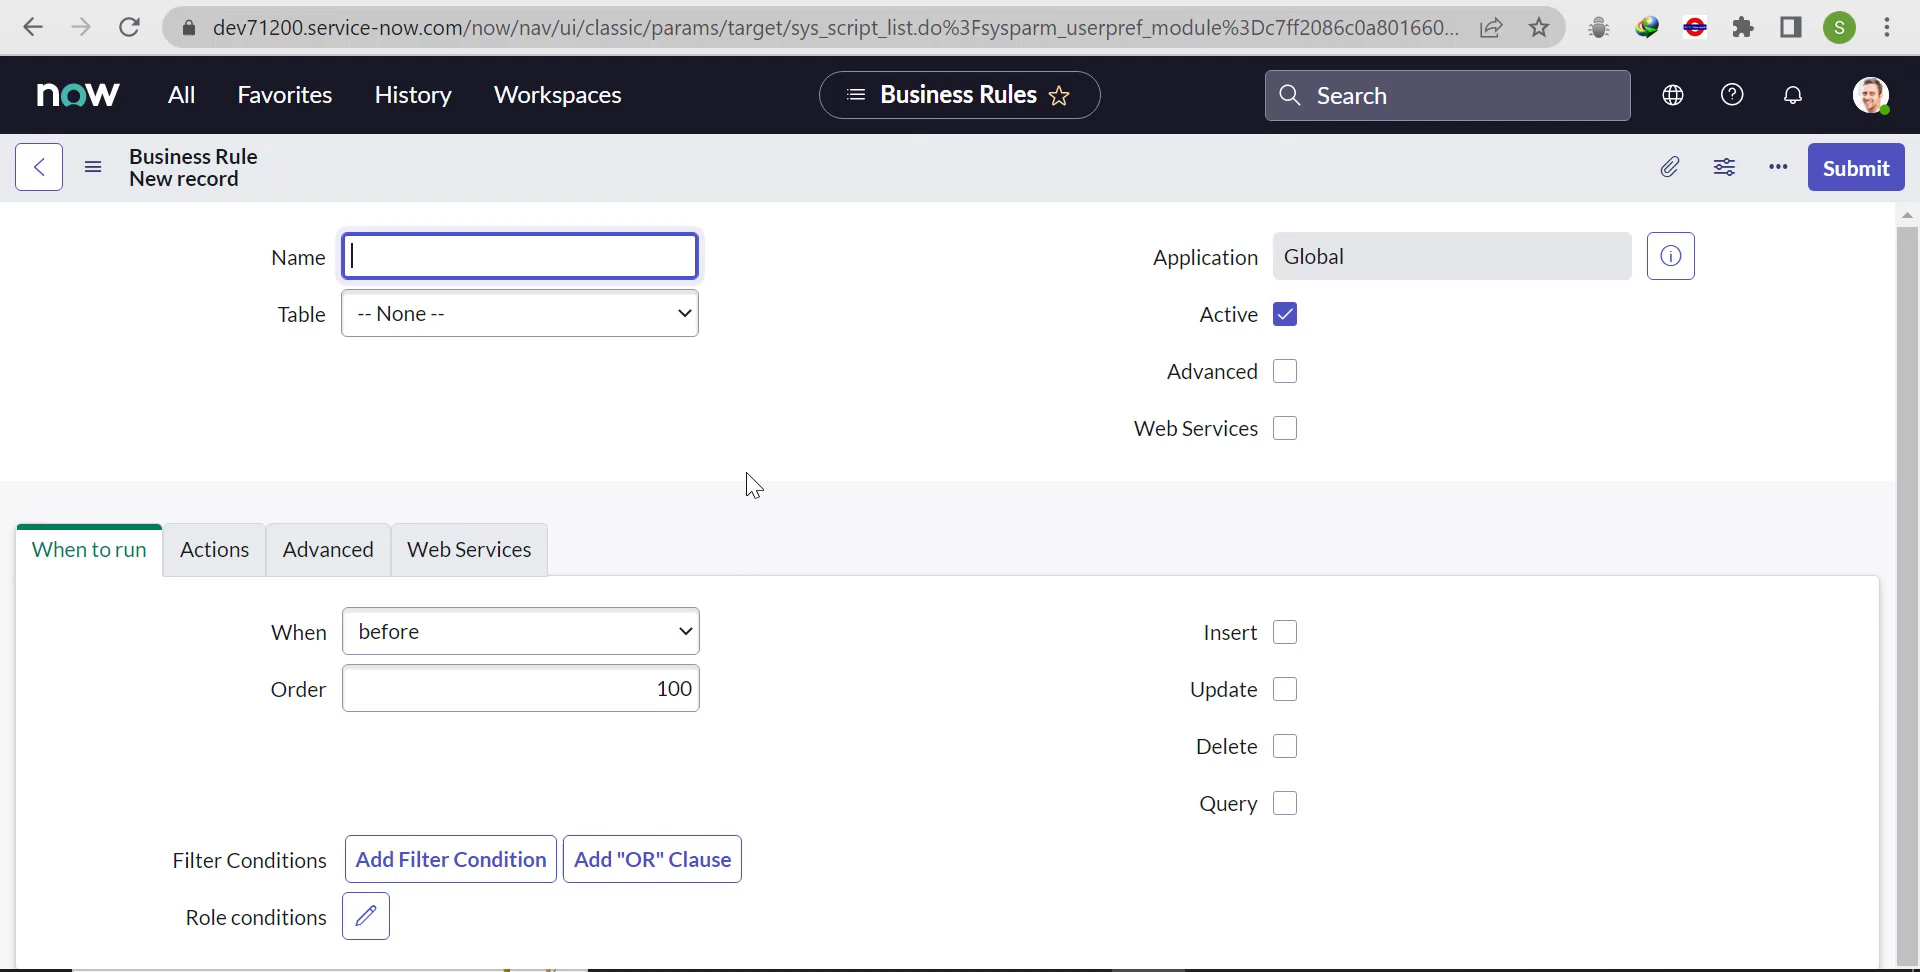 dev71200.service-now.com/now/nav/ui/classic/params/target/sys_script_list.do%3Fsysparm_userpref_module%3Dc7ff2086c0a801660...
S
now All Favorites History Workspaces Business Rules Search
Business Rule
New record
Submit
Name
Application Global
Table -- None --
Active
Advanced
Web Services
When to run Actions Advanced Web Services
When before
Insert
Order 100
Update
Delete
Query
Filter Conditions Add Filter Condition Add "OR" Clause
Role conditions